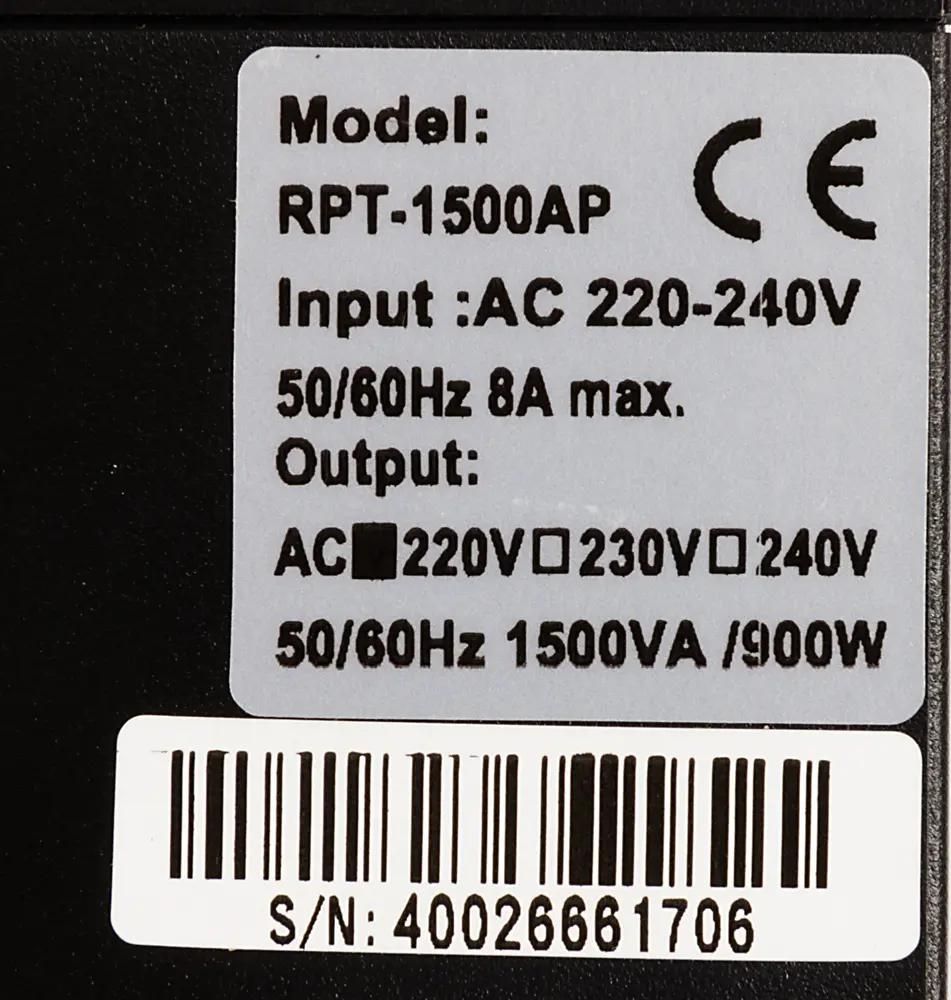 Model:
CE
RPT-1500AP
Input :AC 220-240V
50/60Hz 8A max.
Output:
AC■220V□230V□240V
50/60Hz 1500VA /900W
S/N: 40026661706